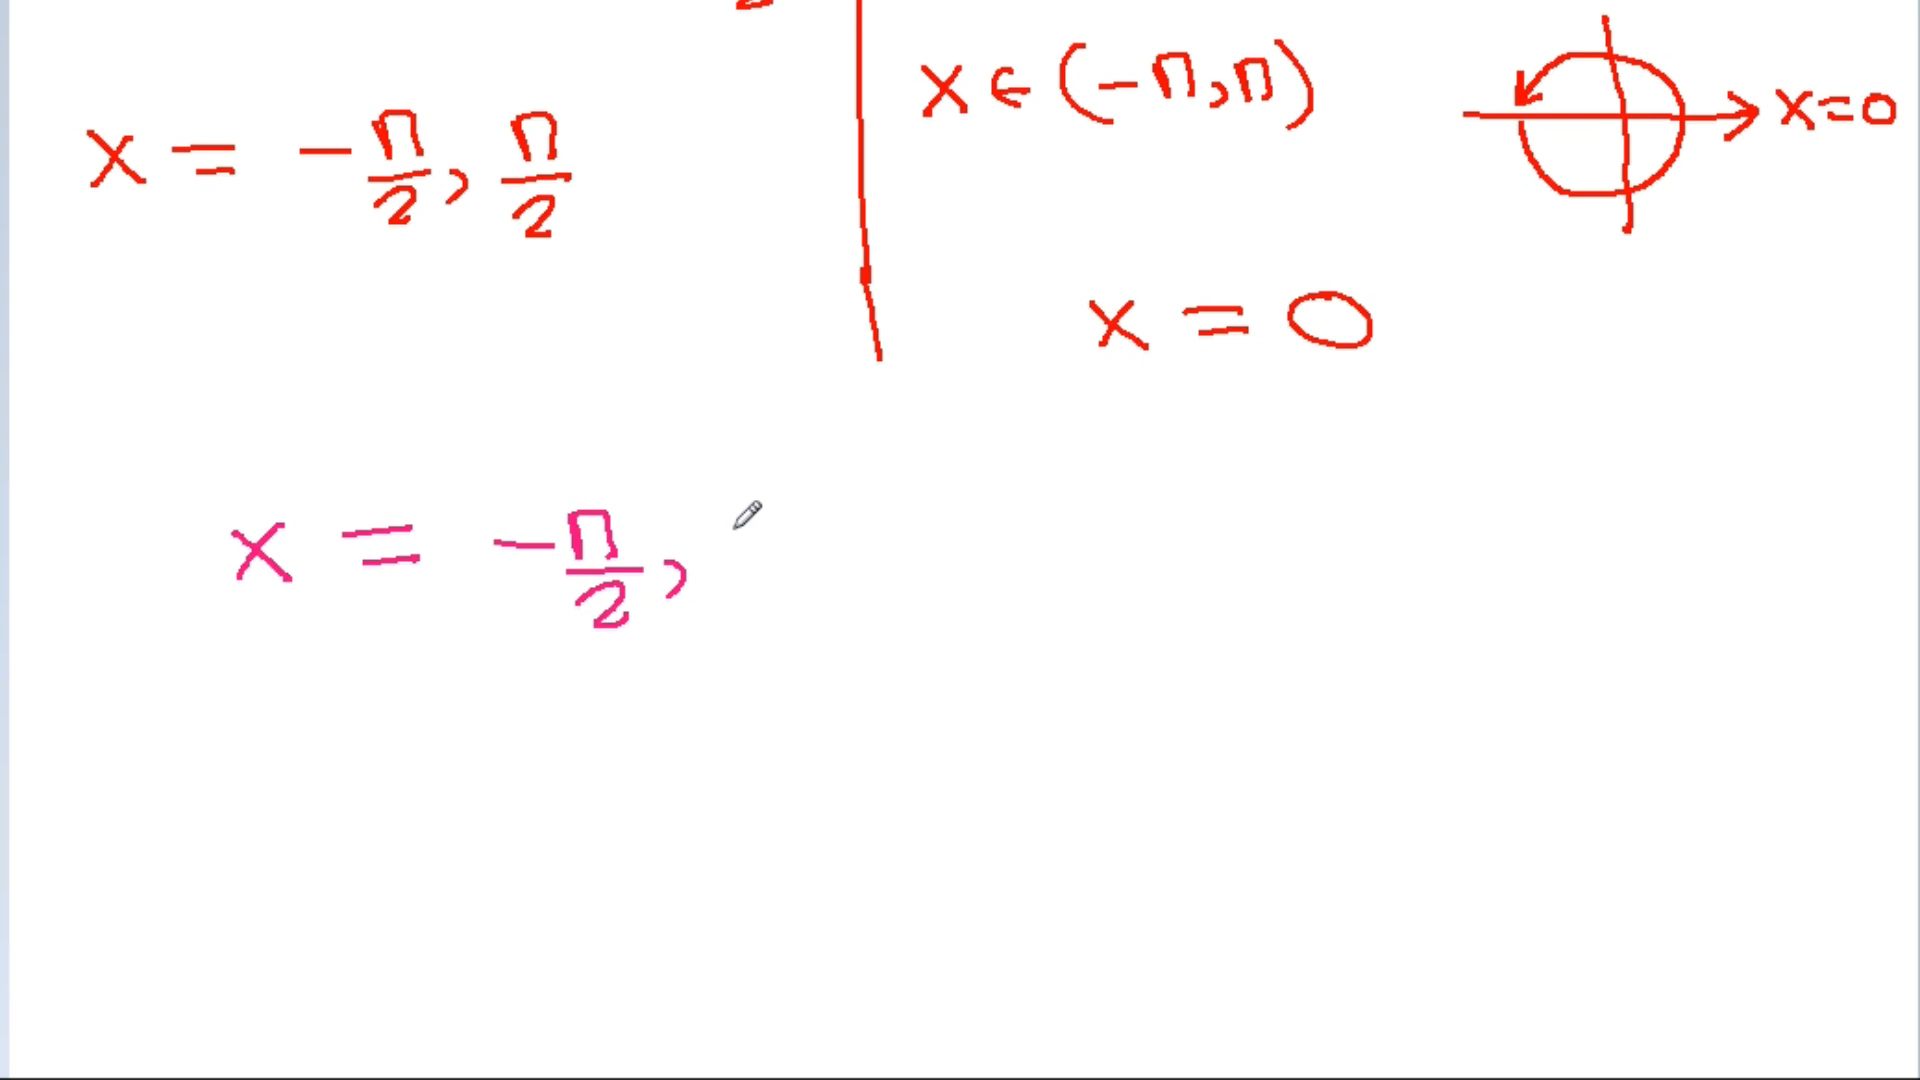 x = -π/2, π/2
x ∈ (-π, π)
x=0
x = 0
x = -π/2,